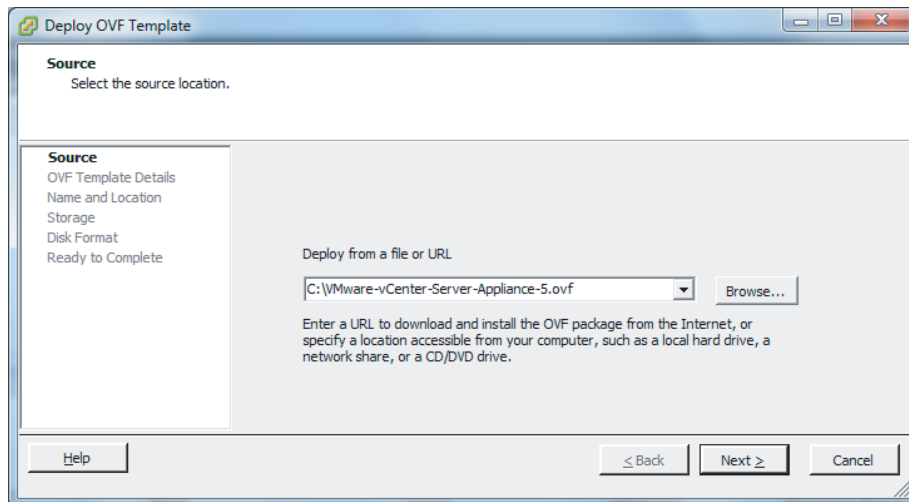 Deploy OVF Template
Source
Select the source location.
Source
OVF Template Details
Name and Location
Storage
Disk Format
Ready to Complete
Deploy from a file or URL
C:\VMware-vCenter-Server-Appliance-5.ovf
Browse...
Enter a URL to download and install the OVF package from the Internet, or
specify a location accessible from your computer, such as a local hard drive, a
network share, or a CD/DVD drive.
Help
< Back
Next >
Cancel